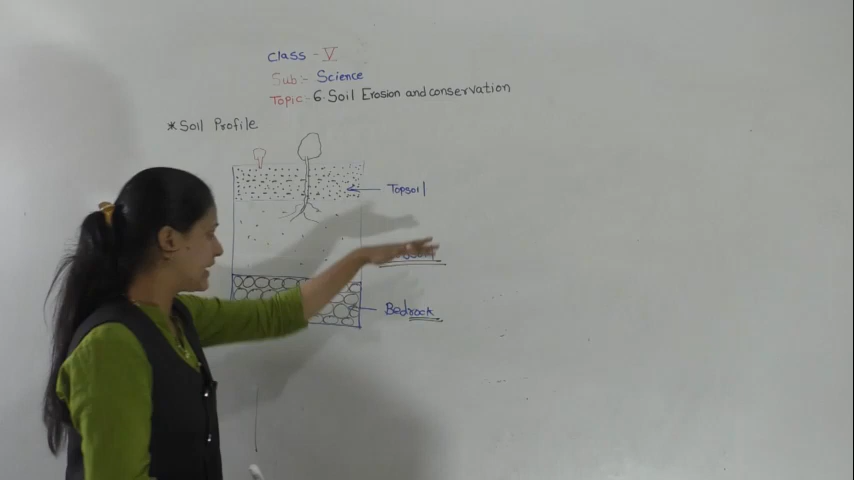 Class - V
Sub:- Science
Topic - 6. Soil Erosion and conservation
*Soil Profile
Topsoil
Bedrock